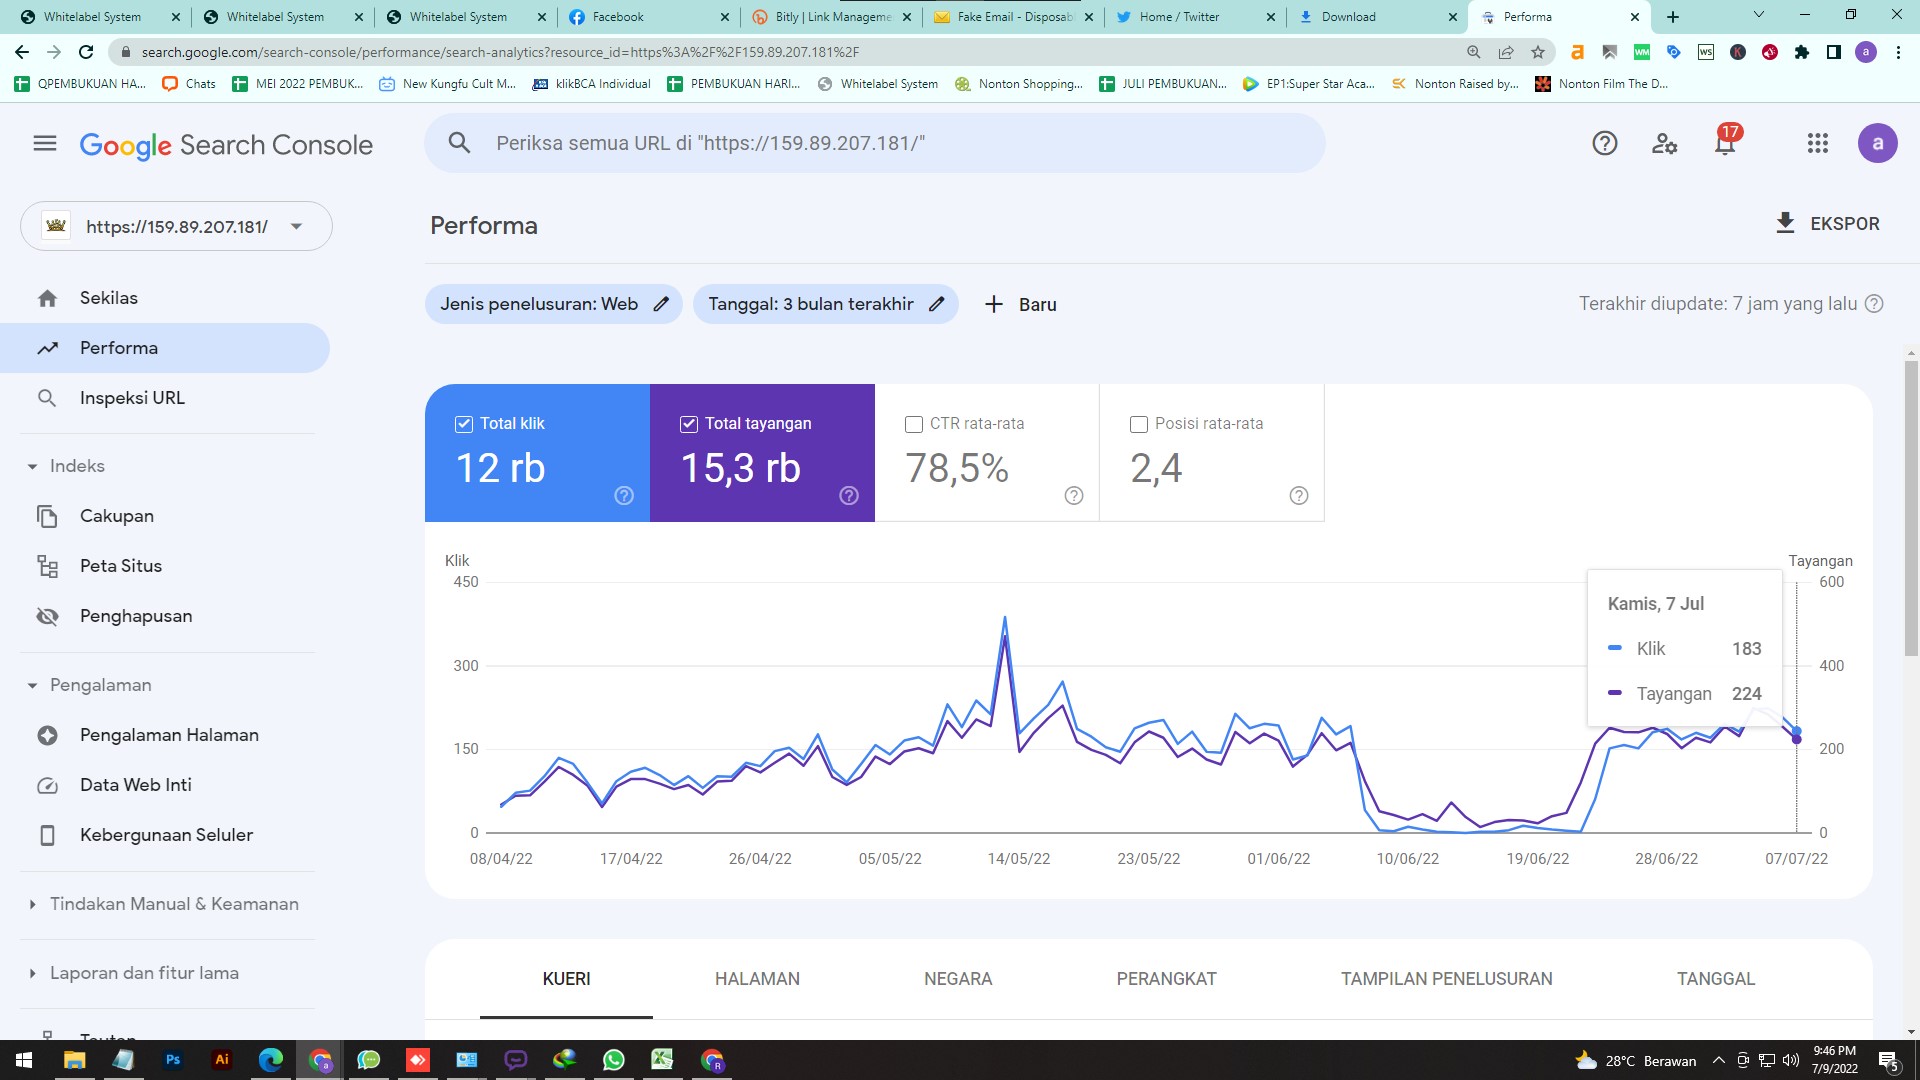 Whitelabel System
Whitelabel System
Whitelabel System
Facebook
Bitly | Link Manageme
Fake Email - Disposab
Home / Twitter
Download
Performa
search.google.com/search-console/performance/search-analytics?resource_id=https%3A%2F%2F159.89.207.181%2F
QPEMBUKUAN HA...
Chats
MEI 2022 PEMBUK...
New Kungfu Cult M...
klikBCA Individual
PEMBUKUAN HARI...
Whitelabel System
Nonton Shopping...
JULI PEMBUKUAN...
EP1:Super Star Aca...
Nonton Raised by...
Nonton Film The D...
Google Search Console
Periksa semua URL di "https://159.89.207.181/"
17
a
https://159.89.207.181/
Performa
EKSPOR
Sekilas
Performa
Inspeksi URL
Indeks
Cakupan
Peta Situs
Penghapusan
Pengalaman
Pengalaman Halaman
Data Web Inti
Kebergunaan Seluler
Tindakan Manual & Keamanan
Laporan dan fitur lama
Tautan
Jenis penelusuran: Web
Tanggal: 3 bulan terakhir
Baru
Terakhir diupdate: 7 jam yang lalu
Total klik
12 rb
Total tayangan
15,3 rb
CTR rata-rata
78,5%
Posisi rata-rata
2,4
Klik
Tayangan
450
300
150
0
600
400
200
0
Kamis, 7 Jul
Klik 183
Tayangan 224
08/04/22
17/04/22
26/04/22
05/05/22
14/05/22
23/05/22
01/06/22
10/06/22
19/06/22
28/06/22
07/07/22
KUERI
HALAMAN
NEGARA
PERANGKAT
TAMPILAN PENELUSURAN
TANGGAL
28°C Berawan
9:46 PM
7/9/2022
5